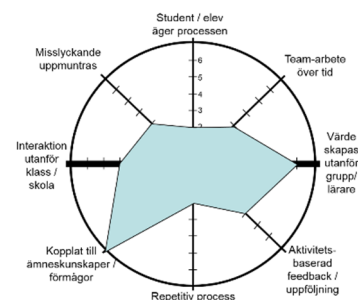 Student / elev
äger processen
Misslyckande
uppmuntras
Team-arbete
över tid
6
5
4
3
2
Interaktion
utanför
klass /
skola
Värde
skapas
utanför
grupp/
lärare
Kopplat till
ämneskunskaper /
förmågor
Aktivitets-
baserad
feedback /
uppföljning
Repetitiv process